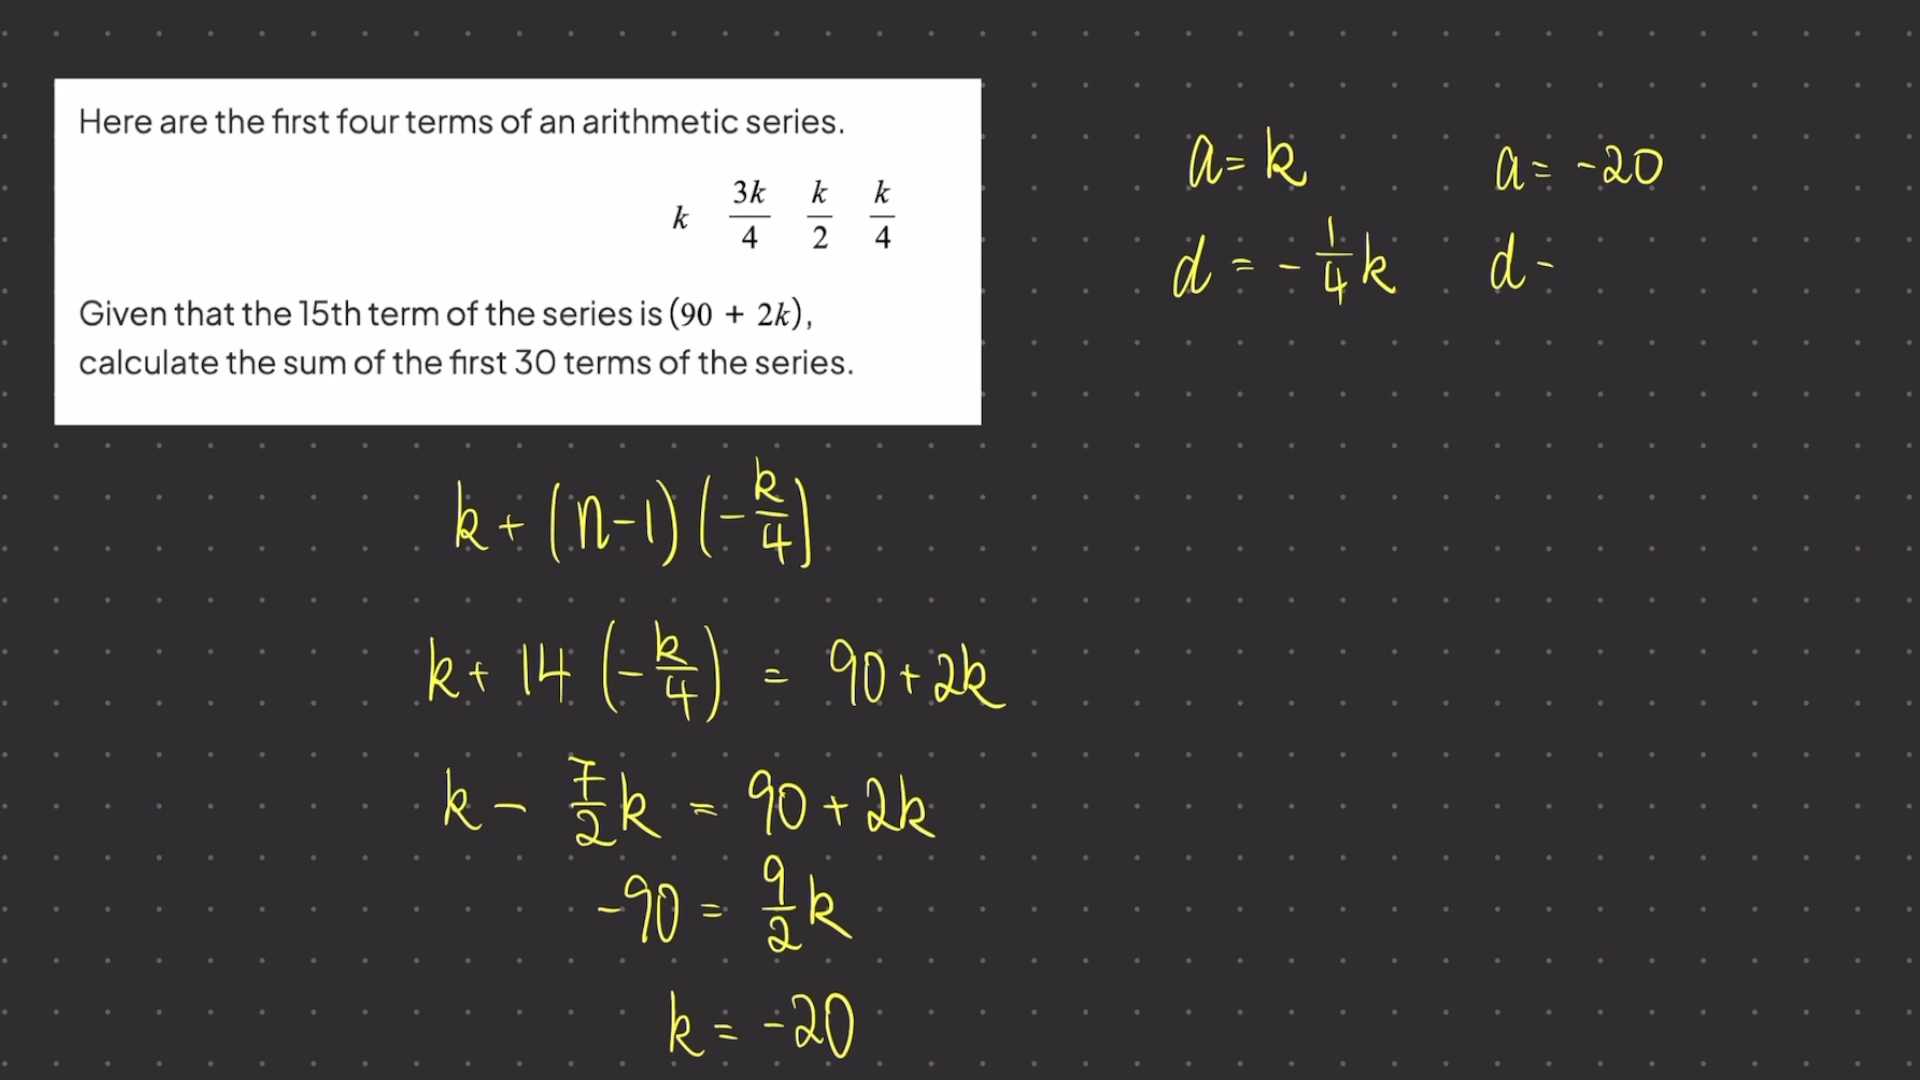 Here are the first four terms of an arithmetic series.
k 3k/4 k/2 k/4
Given that the 15th term of the series is (90 + 2k),
calculate the sum of the first 30 terms of the series.
a = k a = -20
d = -1/4 k d -
k + (n-1)(-k/4)
k + 14 (-k/4) = 90 + 2k
k - 7/2 k = 90 + 2k
-90 = 9/2 k
k = -20